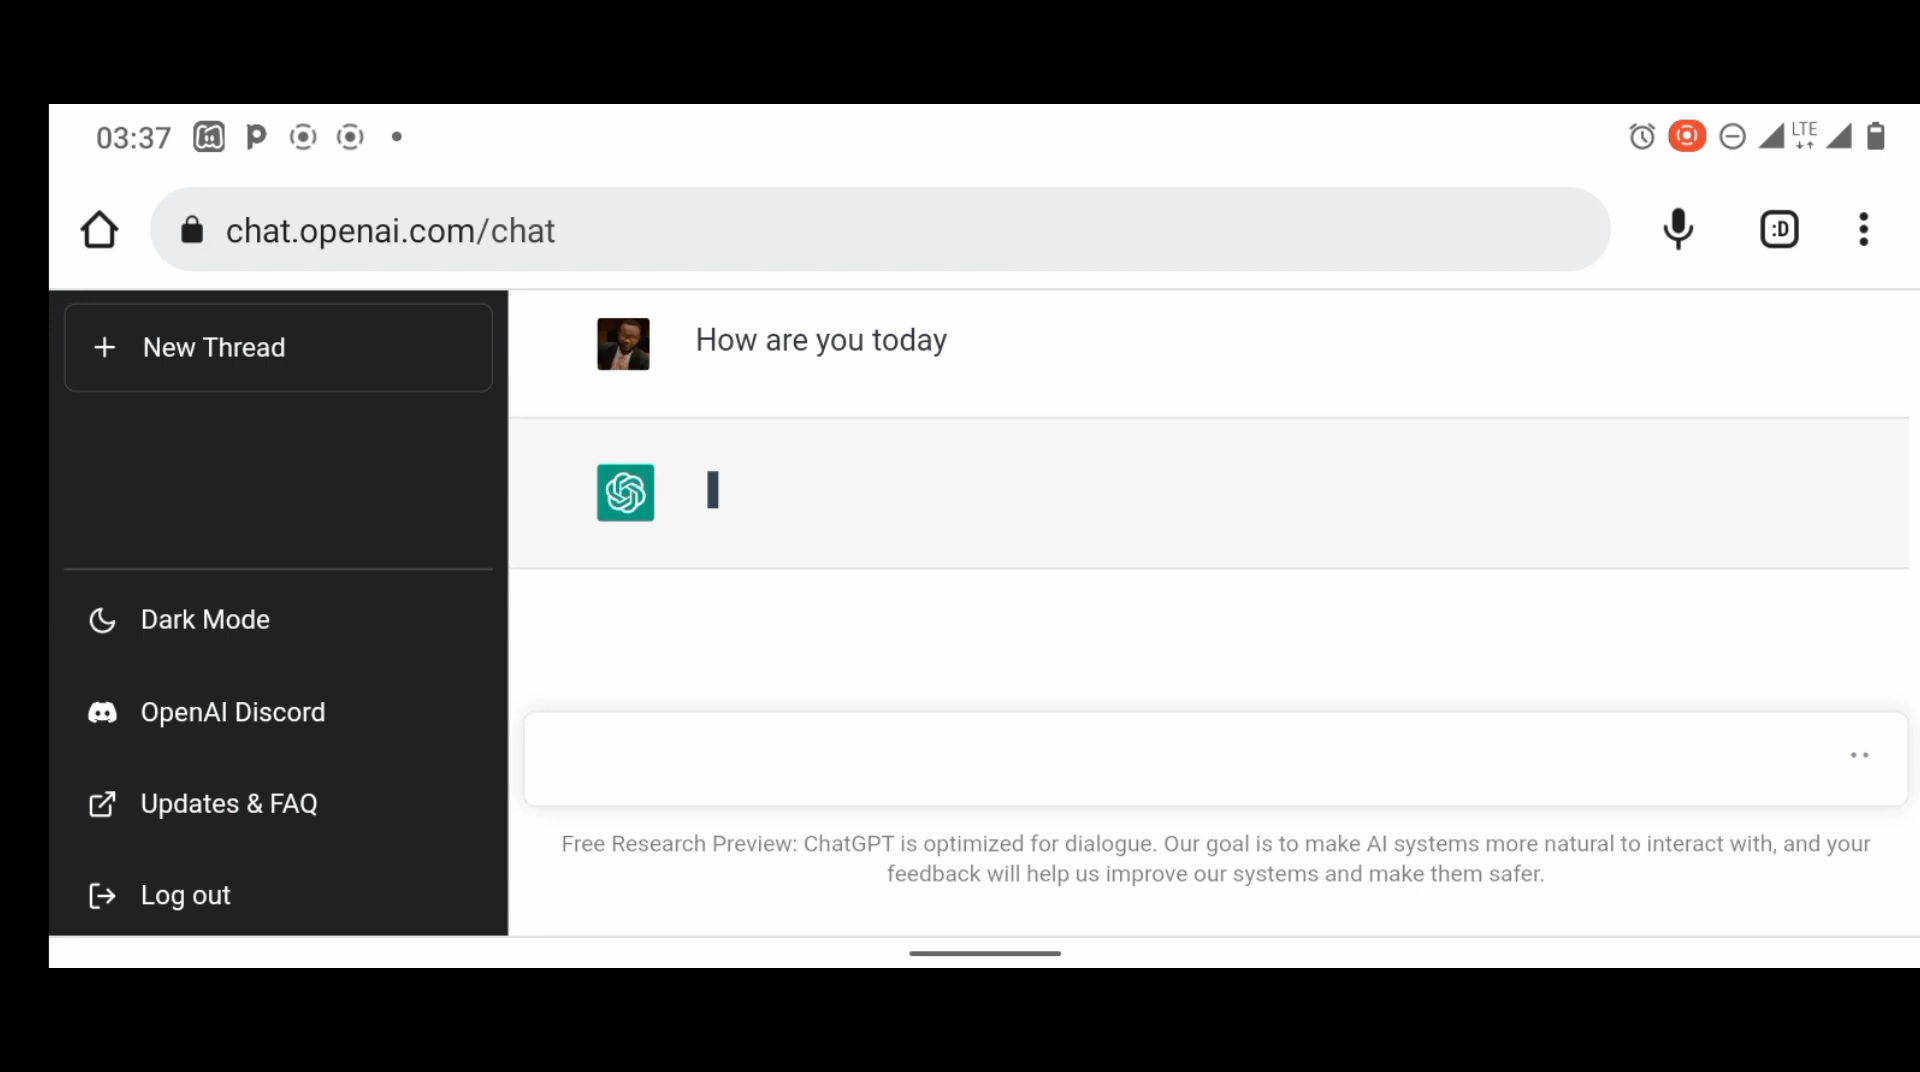 03:37
LTE
chat.openai.com/chat
:D
New Thread
How are you today
Dark Mode
OpenAI Discord
Updates & FAQ
Log out
Free Research Preview: ChatGPT is optimized for dialogue. Our goal is to make AI systems more natural to interact with, and your
feedback will help us improve our systems and make them safer.